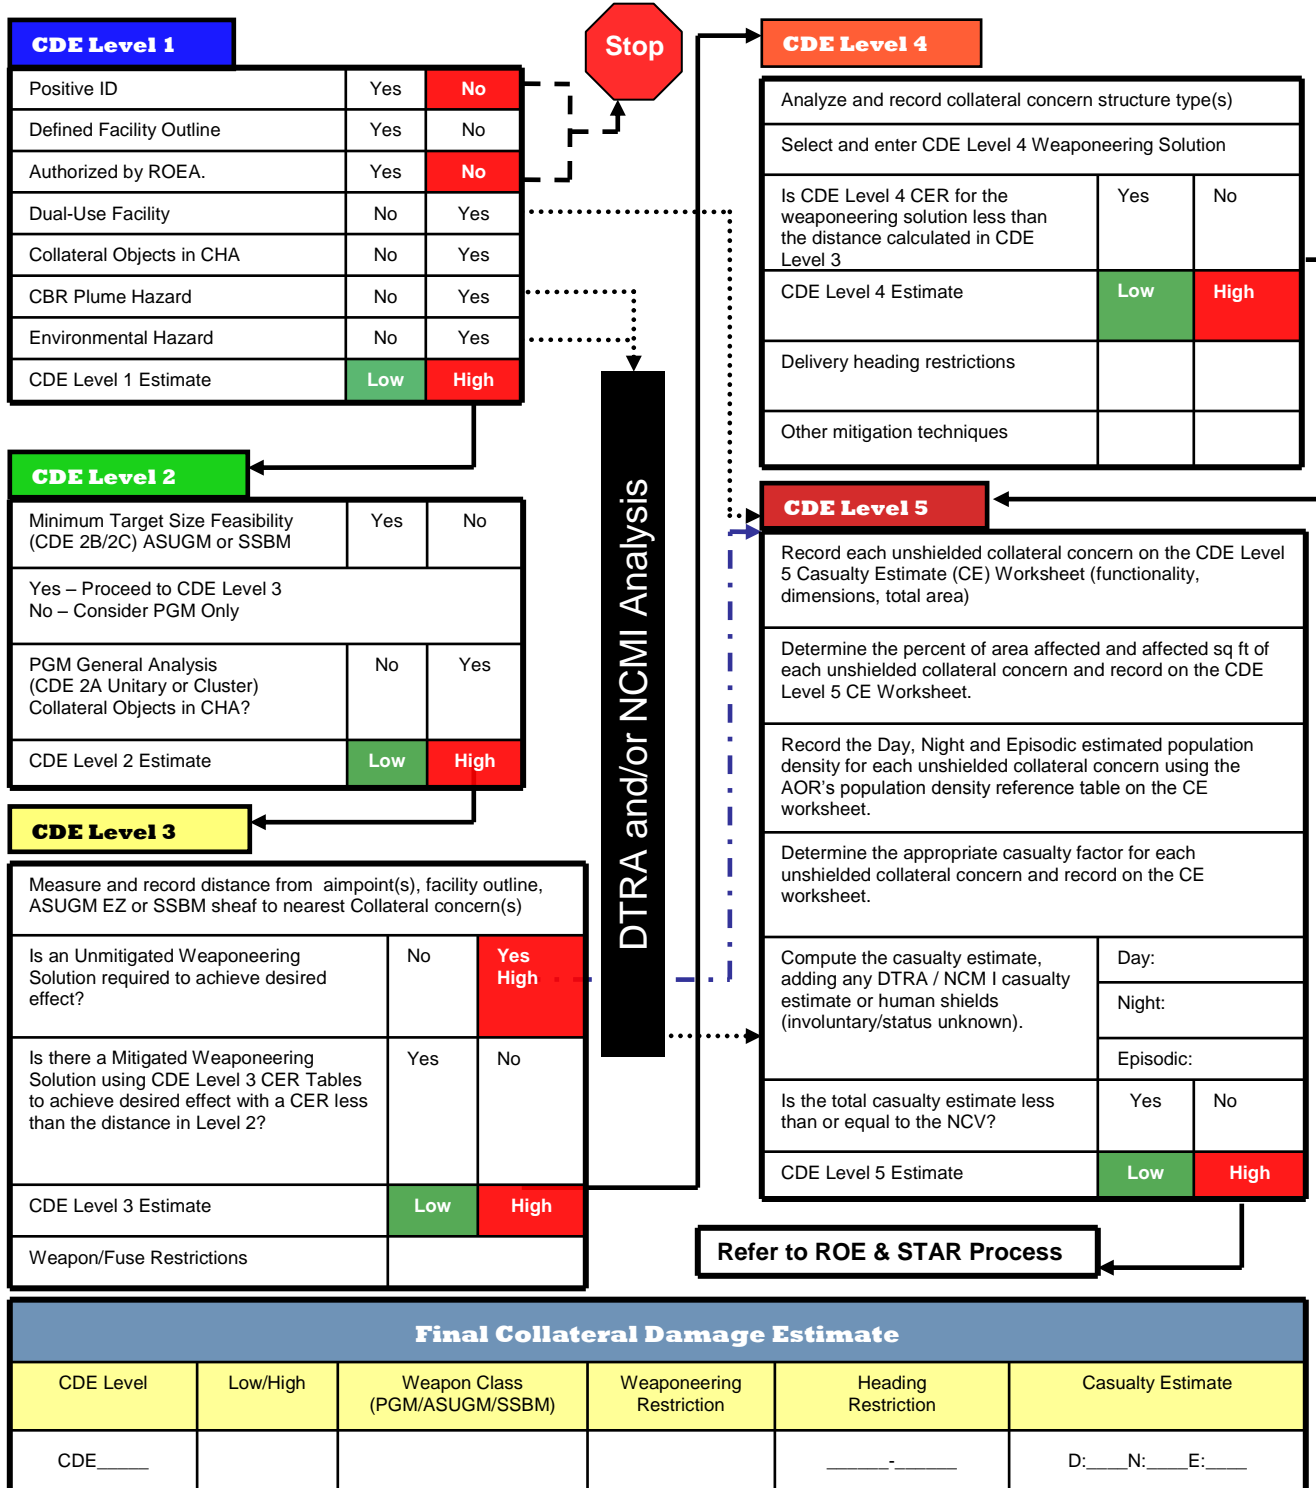 CDE Level 1
Positive ID Yes No
Defined Facility Outline Yes No
Authorized by ROEA. Yes No
Dual-Use Facility No Yes
Collateral Objects in CHA No Yes
CBR Plume Hazard No Yes
Environmental Hazard No Yes
CDE Level 1 Estimate Low High
Stop
CDE Level 2
Minimum Target Size Feasibility Yes No
(CDE 2B/2C) ASUGM or SSBM
Yes – Proceed to CDE Level 3
No – Consider PGM Only
PGM General Analysis No Yes
(CDE 2A Unitary or Cluster)
Collateral Objects in CHA?
CDE Level 2 Estimate Low High
CDE Level 3
Measure and record distance from aimpoint(s), facility outline,
ASUGM EZ or SSBM sheaf to nearest Collateral concern(s)
Is an Unmitigated Weaponeering No Yes
Solution required to achieve desired High
effect?
Is there a Mitigated Weaponeering Yes No
Solution using CDE Level 3 CER Tables
to achieve desired effect with a CER less
than the distance in Level 2?
CDE Level 3 Estimate Low High
Weapon/Fuse Restrictions
DTRA and/or NCMI Analysis
CDE Level 4
Analyze and record collateral concern structure type(s)
Select and enter CDE Level 4 Weaponeering Solution
Is CDE Level 4 CER for the Yes No
weaponeering solution less than
the distance calculated in CDE
Level 3
CDE Level 4 Estimate Low High
Delivery heading restrictions
Other mitigation techniques
CDE Level 5
Record each unshielded collateral concern on the CDE Level
5 Casualty Estimate (CE) Worksheet (functionality,
dimensions, total area)
Determine the percent of area affected and affected sq ft of
each unshielded collateral concern and record on the CDE
Level 5 CE Worksheet.
Record the Day, Night and Episodic estimated population
density for each unshielded collateral concern using the
AOR's population density reference table on the CE
worksheet.
Determine the appropriate casualty factor for each
unshielded collateral concern and record on the CE
worksheet.
Compute the casualty estimate, Day:
adding any DTRA / NCM I casualty
estimate or human shields Night:
(involuntary/status unknown).
Episodic:
Is the total casualty estimate less Yes No
than or equal to the NCV?
CDE Level 5 Estimate Low High
Refer to ROE & STAR Process
Final Collateral Damage Estimate
CDE Level Low/High Weapon Class Weaponeering Heading Casualty Estimate
(PGM/ASUGM/SSBM) Restriction Restriction
CDE_____ ______-______ D:____N:____E:____